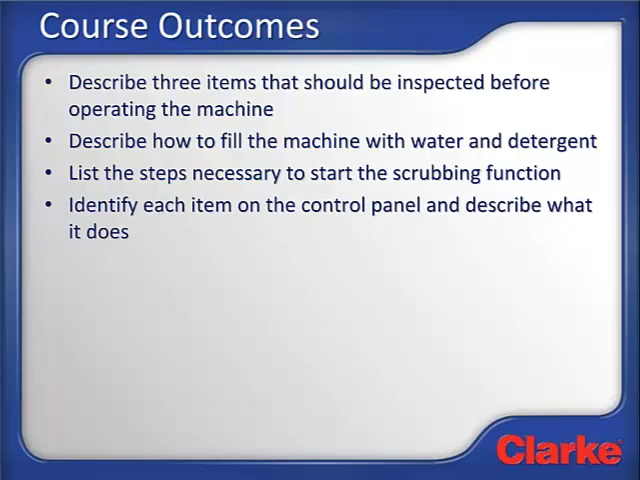 Course Outcomes
• Describe three items that should be inspected before
operating the machine
• Describe how to fill the machine with water and detergent
• List the steps necessary to start the scrubbing function
• Identify each item on the control panel and describe what
it does
Clarke®